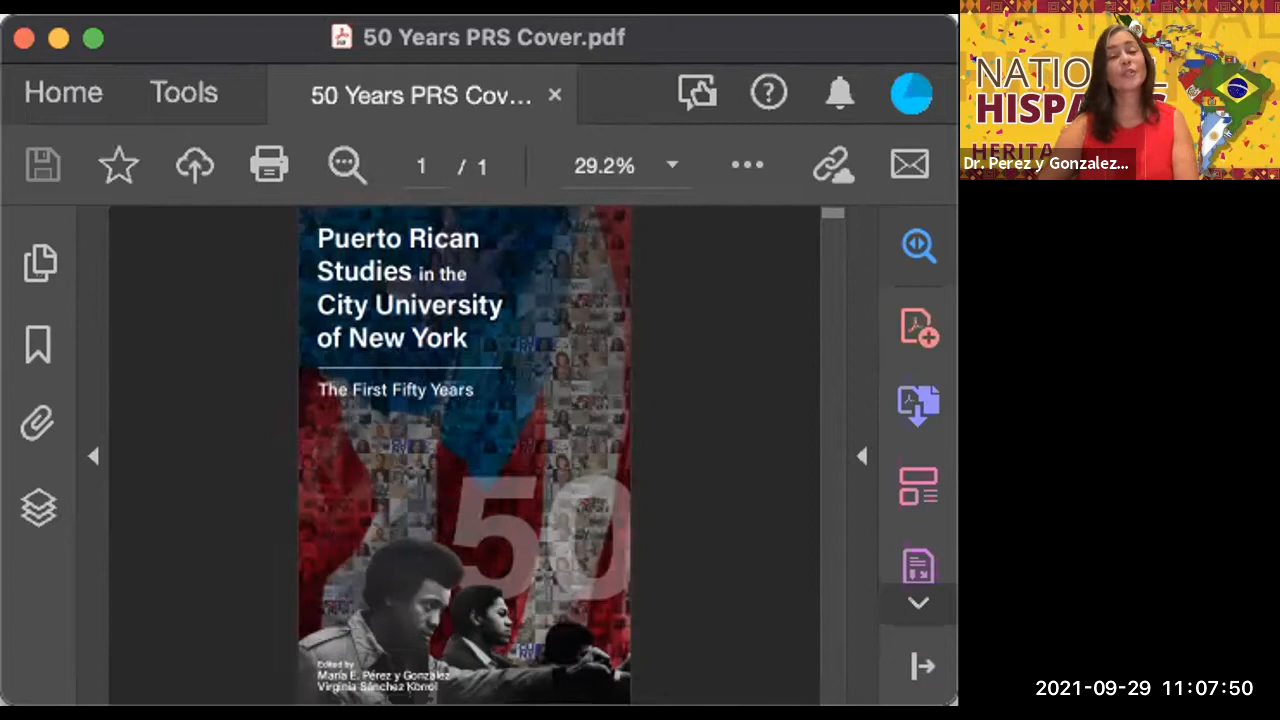 50 Years PRS Cover.pdf
Home
Tools
50 Years PRS Cov...
1 / 1
29.2%
Puerto Rican
Studies in the
City University
of New York
The First Fifty Years
50
Edited by
María E. Pérez y González
Virginia Sánchez Korrol
NATIO
HISPA
HERITA
Dr. Perez y Gonzalez...
2021-09-29 11:07:50